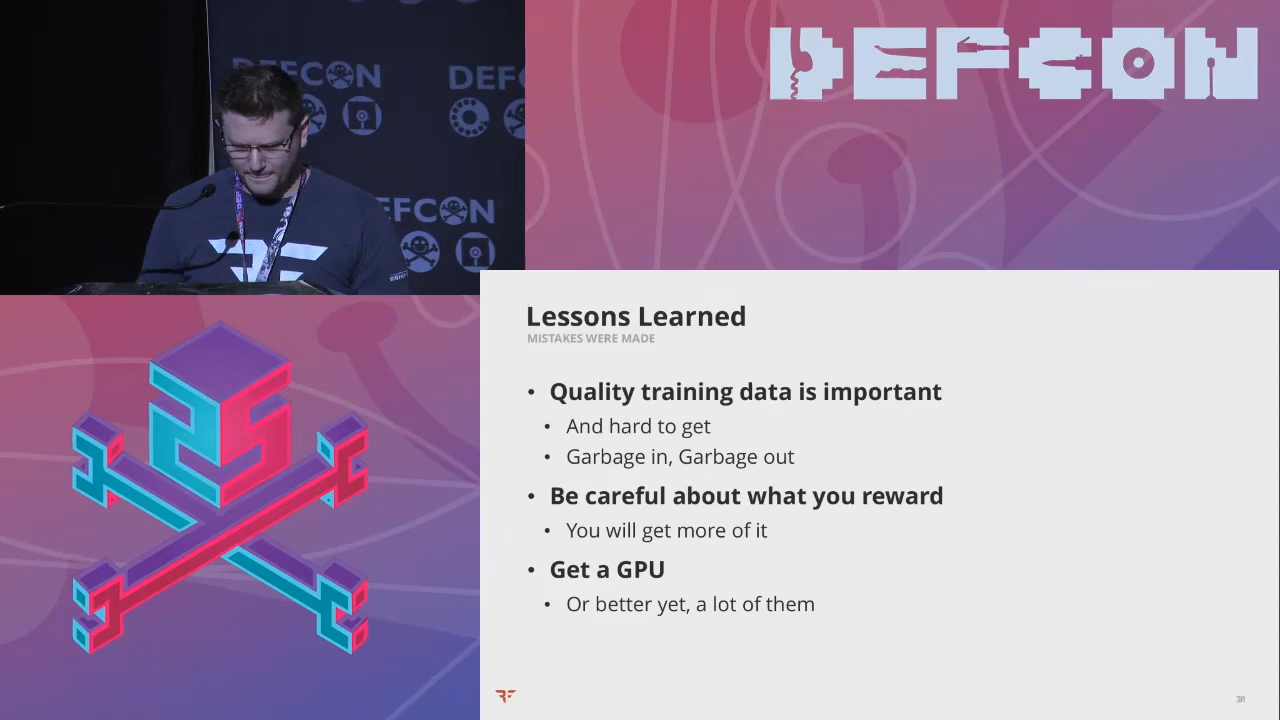 DEFCON
DEFCON
DEFC
EFCON
Lessons Learned
MISTAKES WERE MADE
• Quality training data is important
• And hard to get
• Garbage in, Garbage out
• Be careful about what you reward
• You will get more of it
• Get a GPU
• Or better yet, a lot of them